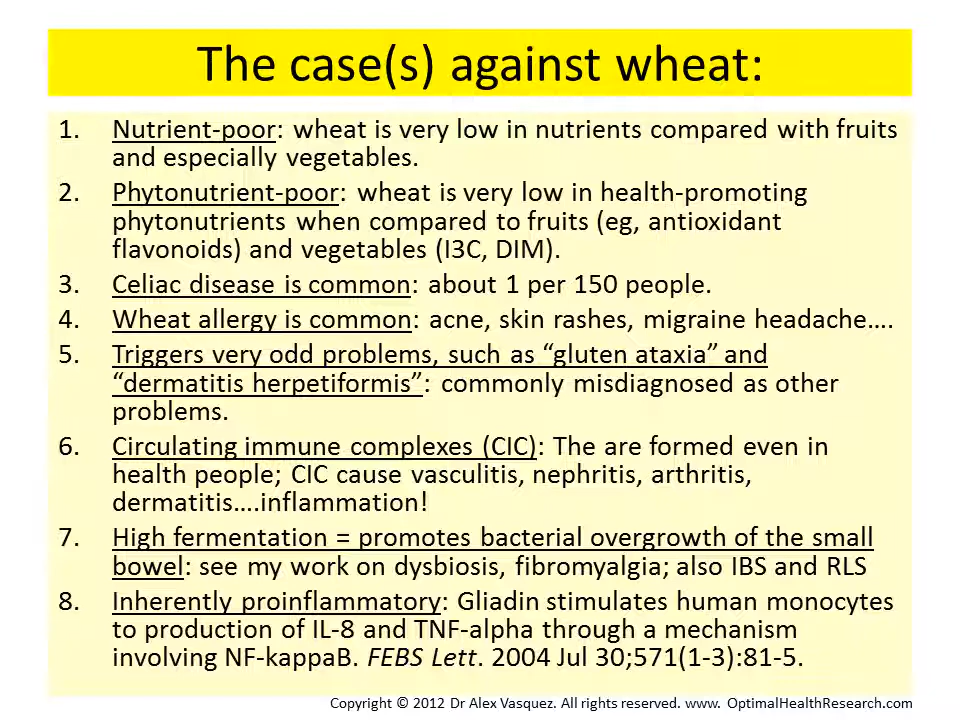 The case(s) against wheat:
1. Nutrient-poor: wheat is very low in nutrients compared with fruits
and especially vegetables.
2. Phytonutrient-poor: wheat is very low in health-promoting
phytonutrients when compared to fruits (eg, antioxidant
flavonoids) and vegetables (I3C, DIM).
3. Celiac disease is common: about 1 per 150 people.
4. Wheat allergy is common: acne, skin rashes, migraine headache….
5. Triggers very odd problems, such as “gluten ataxia” and
“dermatitis herpetiformis”: commonly misdiagnosed as other
problems.
6. Circulating immune complexes (CIC): The are formed even in
health people; CIC cause vasculitis, nephritis, arthritis,
dermatitis….inflammation!
7. High fermentation = promotes bacterial overgrowth of the small
bowel: see my work on dysbiosis, fibromyalgia; also IBS and RLS
8. Inherently proinflammatory: Gliadin stimulates human monocytes
to production of IL-8 and TNF-alpha through a mechanism
involving NF-kappaB. FEBS Lett. 2004 Jul 30;571(1-3):81-5.
Copyright © 2012 Dr Alex Vasquez. All rights reserved. www. OptimalHealthResearch.com